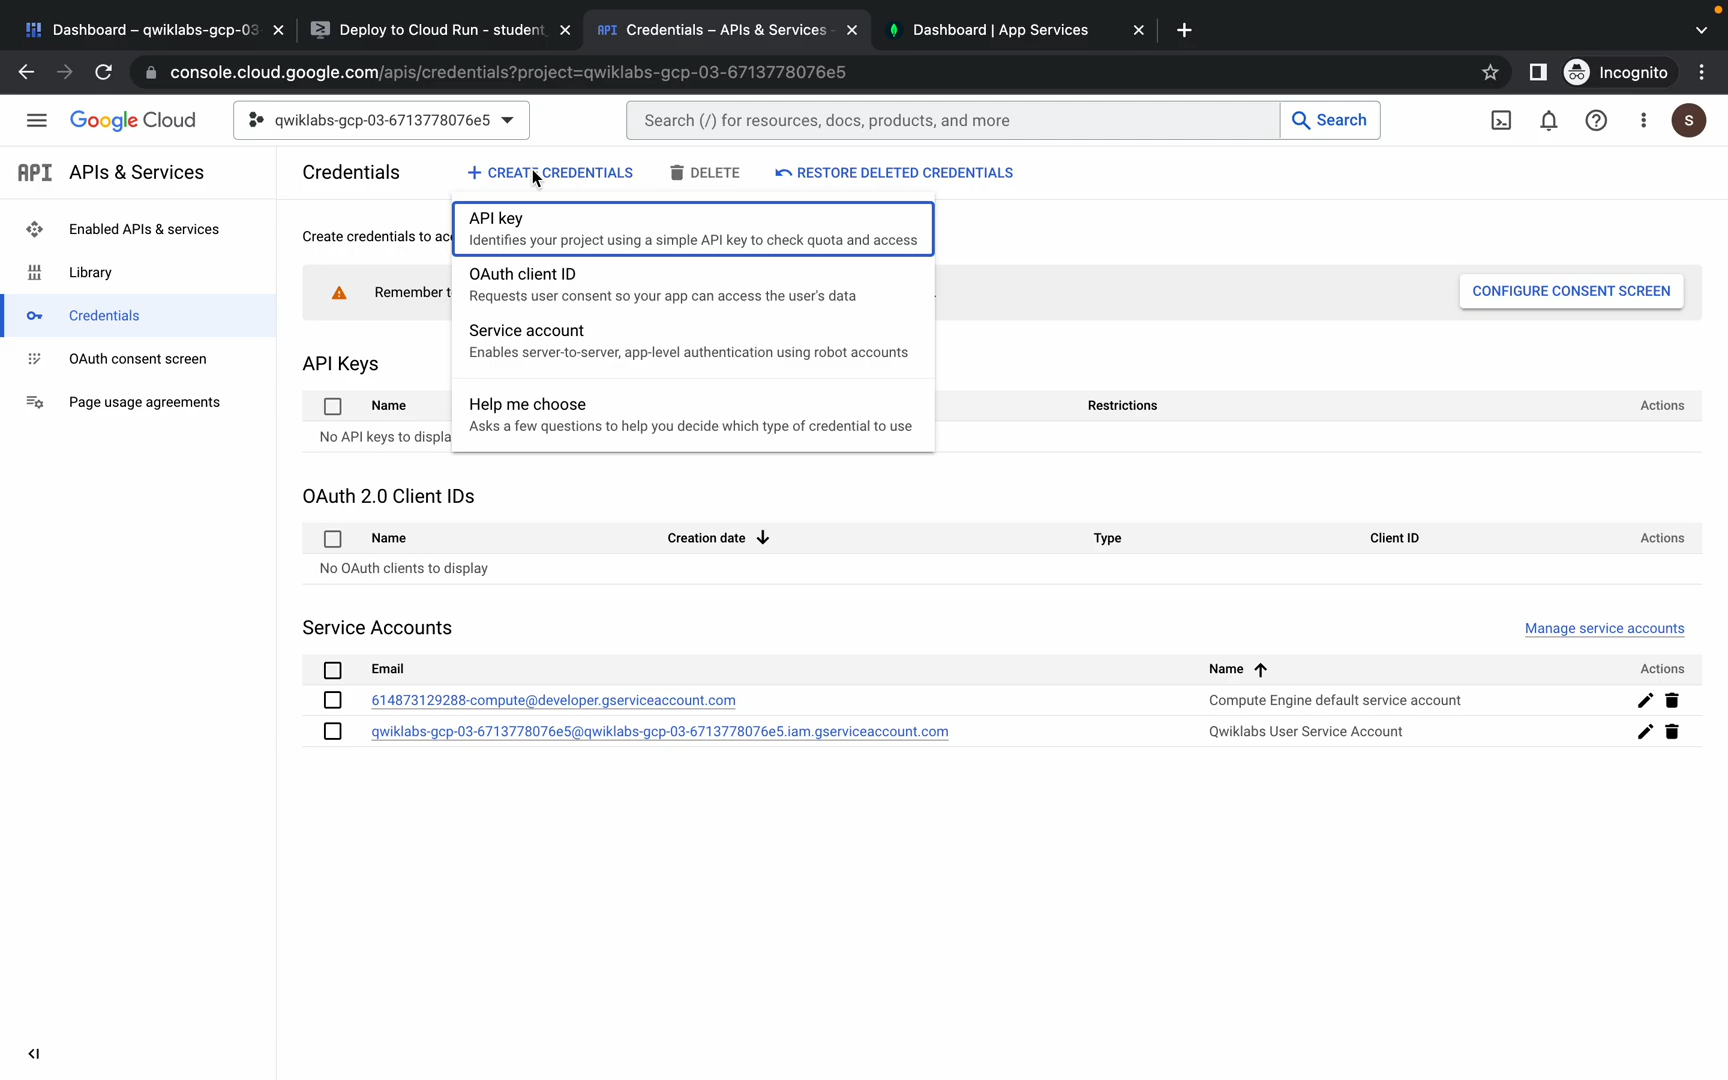 Dashboard – qwiklabs-gcp-03
Deploy to Cloud Run - student
API Credentials – APIs & Services -
Dashboard | App Services
console.cloud.google.com/apis/credentials?project=qwiklabs-gcp-03-6713778076e5
Incognito
Google Cloud
qwiklabs-gcp-03-6713778076e5
Search (/) for resources, docs, products, and more
Search
S
API APIs & Services
Credentials
+ CREATE CREDENTIALS
DELETE
RESTORE DELETED CREDENTIALS
Enabled APIs & services
Library
Credentials
OAuth consent screen
Page usage agreements
Create credentials to
API key
Identifies your project using a simple API key to check quota and access
OAuth client ID
Requests user consent so your app can access the user's data
Service account
Enables server-to-server, app-level authentication using robot accounts
Help me choose
Asks a few questions to help you decide which type of credential to use
Remember
CONFIGURE CONSENT SCREEN
API Keys
Name Restrictions Actions
No API keys to displa
OAuth 2.0 Client IDs
Name Creation date Type Client ID Actions
No OAuth clients to display
Service Accounts
Manage service accounts
Email Name Actions
614873129288-compute@developer.gserviceaccount.com Compute Engine default service account
qwiklabs-gcp-03-6713778076e5@qwiklabs-gcp-03-6713778076e5.iam.gserviceaccount.com Qwiklabs User Service Account